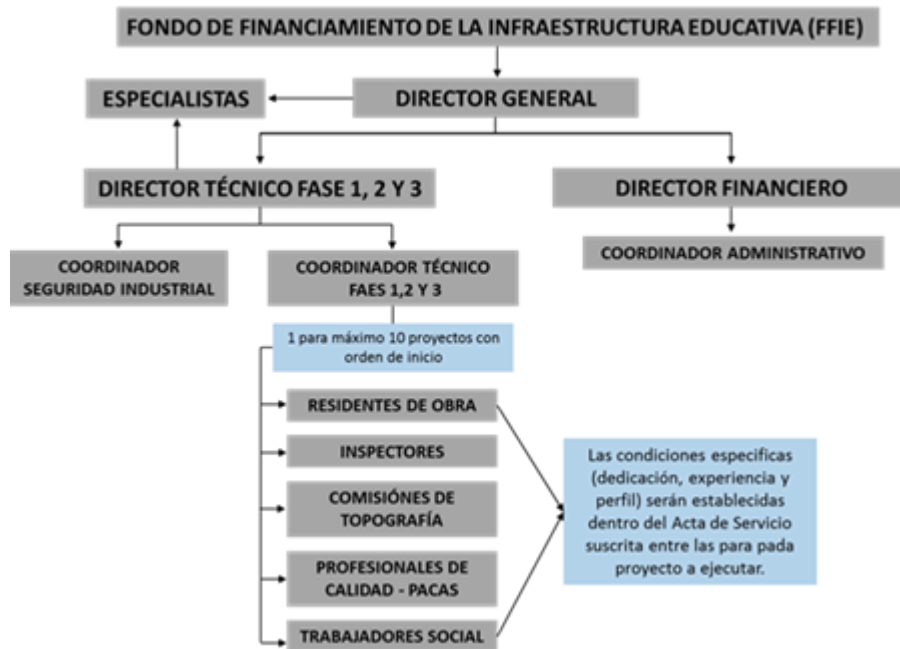 FONDO DE FINANCIAMIENTO DE LA INFRAESTRUCTURA EDUCATIVA (FFIE)
ESPECIALISTAS
DIRECTOR GENERAL
DIRECTOR TÉCNICO FASE 1, 2 Y 3
DIRECTOR FINANCIERO
COORDINADOR
SEGURIDAD INDUSTRIAL
COORDINADOR TÉCNICO
FAES 1,2 Y 3
COORDINADOR ADMINISTRATIVO
1 para máximo 10 proyectos con
orden de inicio
RESIDENTES DE OBRA
INSPECTORES
COMISIÓNES DE
TOPOGRAFÍA
PROFESIONALES DE
CALIDAD - PACAS
TRABAJADORES SOCIAL
Las condiciones especificas
(dedicación, experiencia y
perfil) serán establecidas
dentro del Acta de Servicio
suscrita entre las para pada
proyecto a ejecutar.